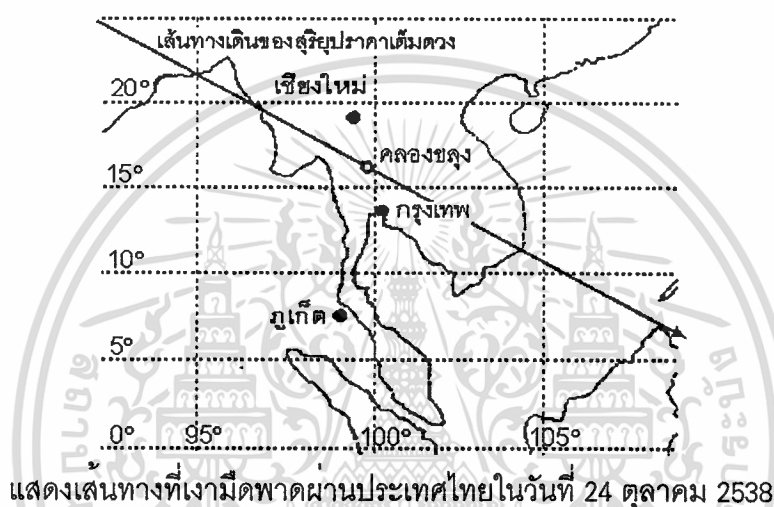 เส้นทางเดินของสุริยุปราคาเต็มดวง
เชียงใหม่
20°
คลองขลุง
15°
กรุงเทพ
10°
ภูเก็ต
5°
0° 95° 100° 105°
แสดงเส้นทางที่เงามืดพาดผ่านประเทศไทยในวันที่ 24 ตุลาคม 2538